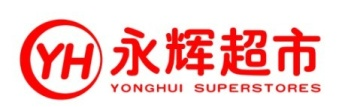 YH 永辉超市
YONGHUI SUPERSTORES